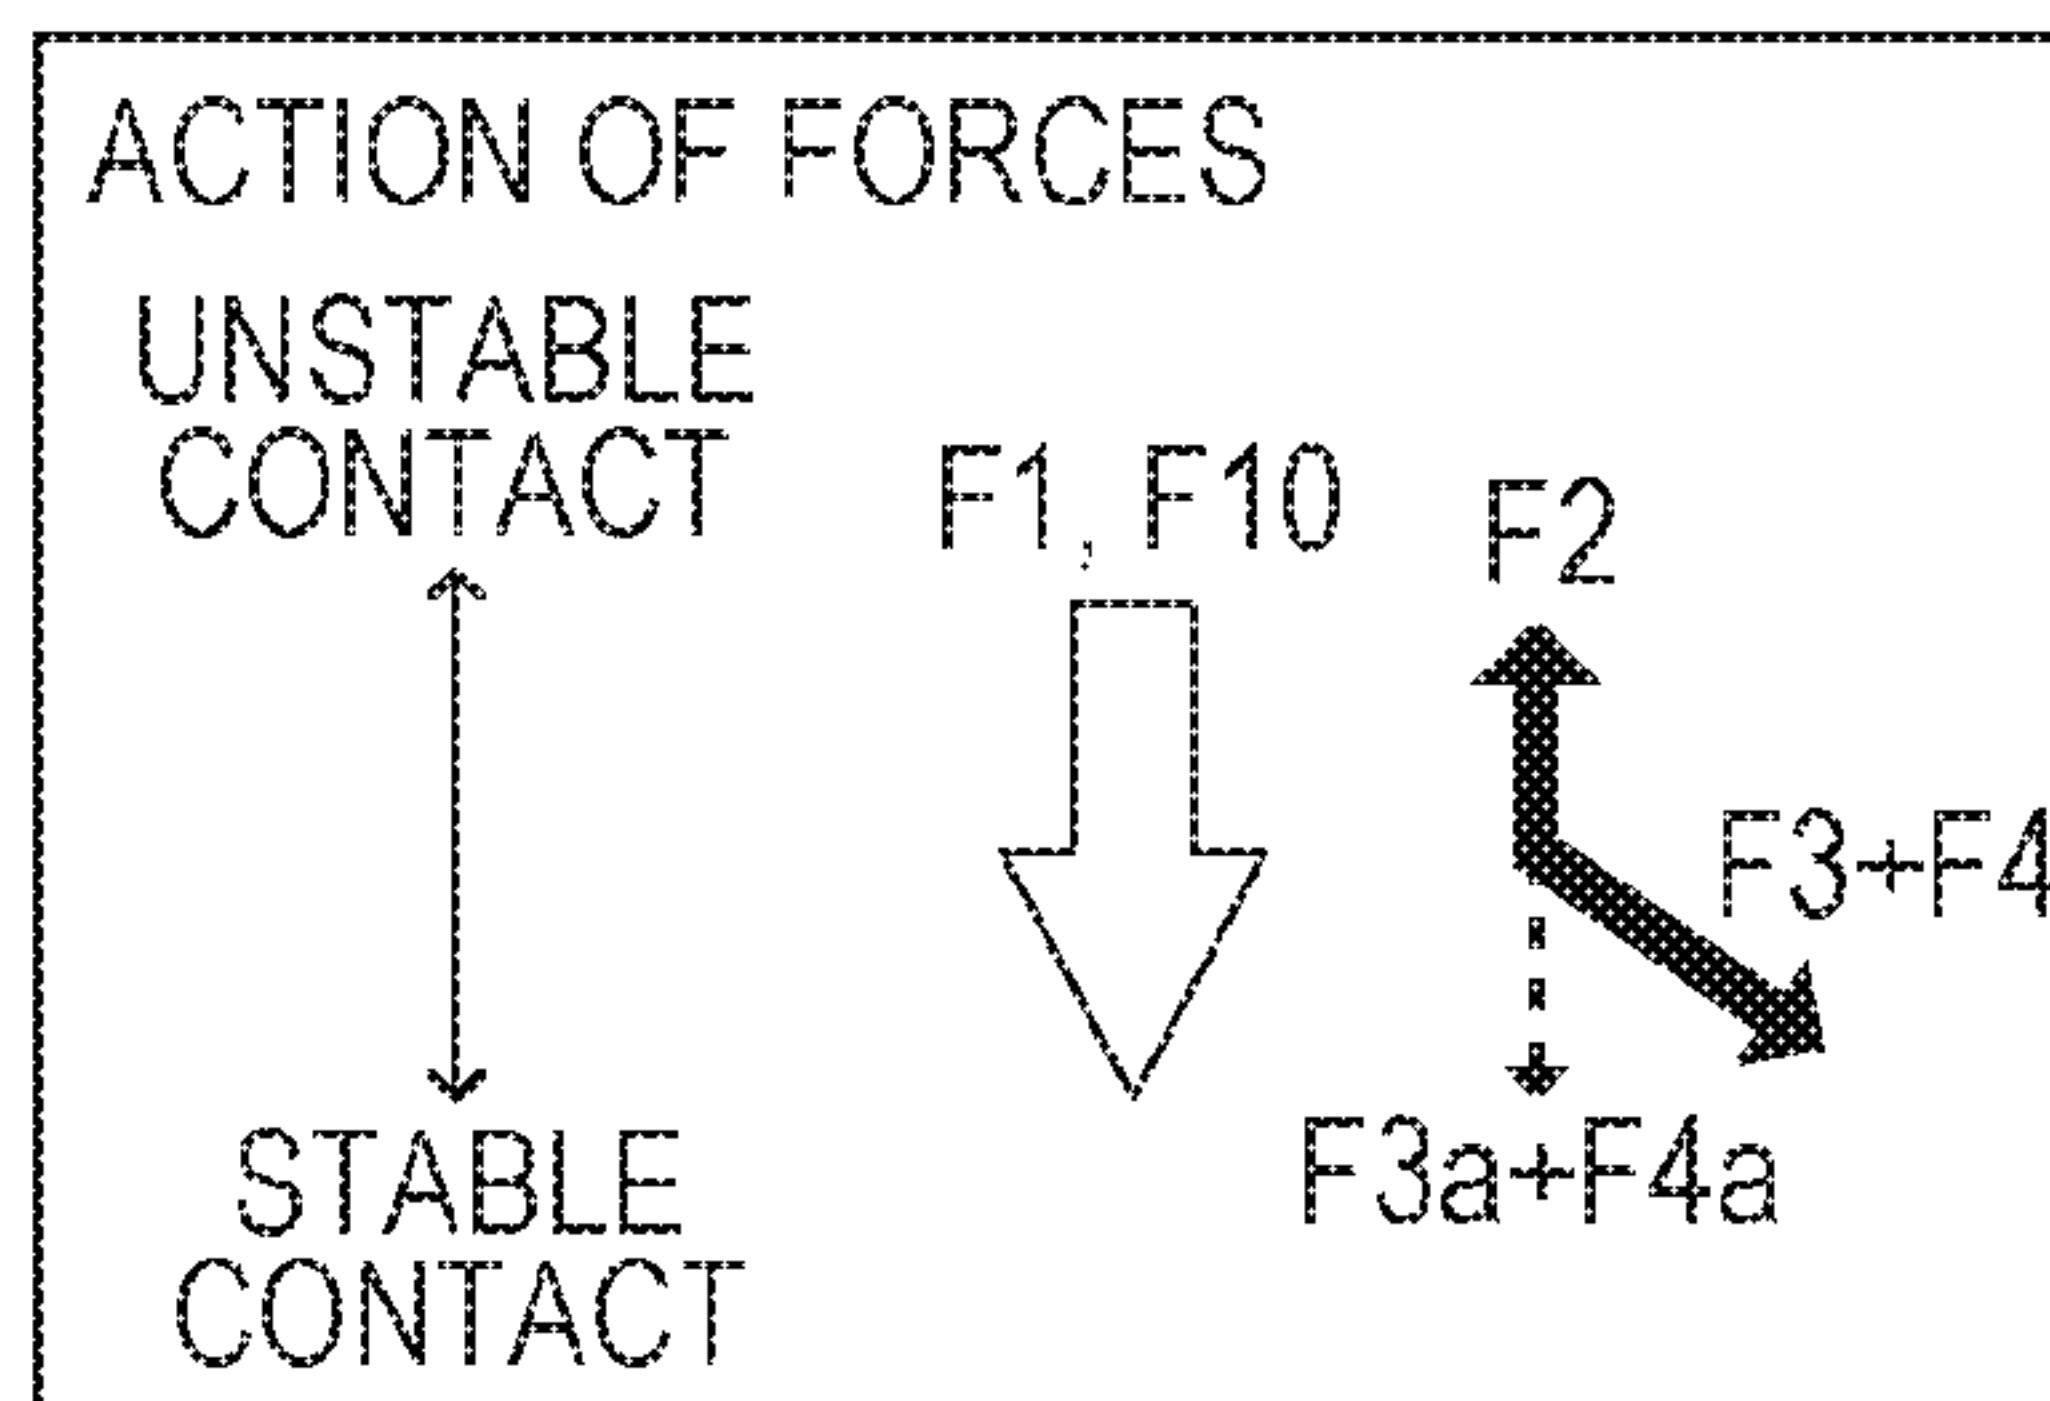 ACTION OF FORCES
UNSTABLE
CONTACT
F1, F10
F2
F3+F4
F3a+F4a
STABLE
CONTACT